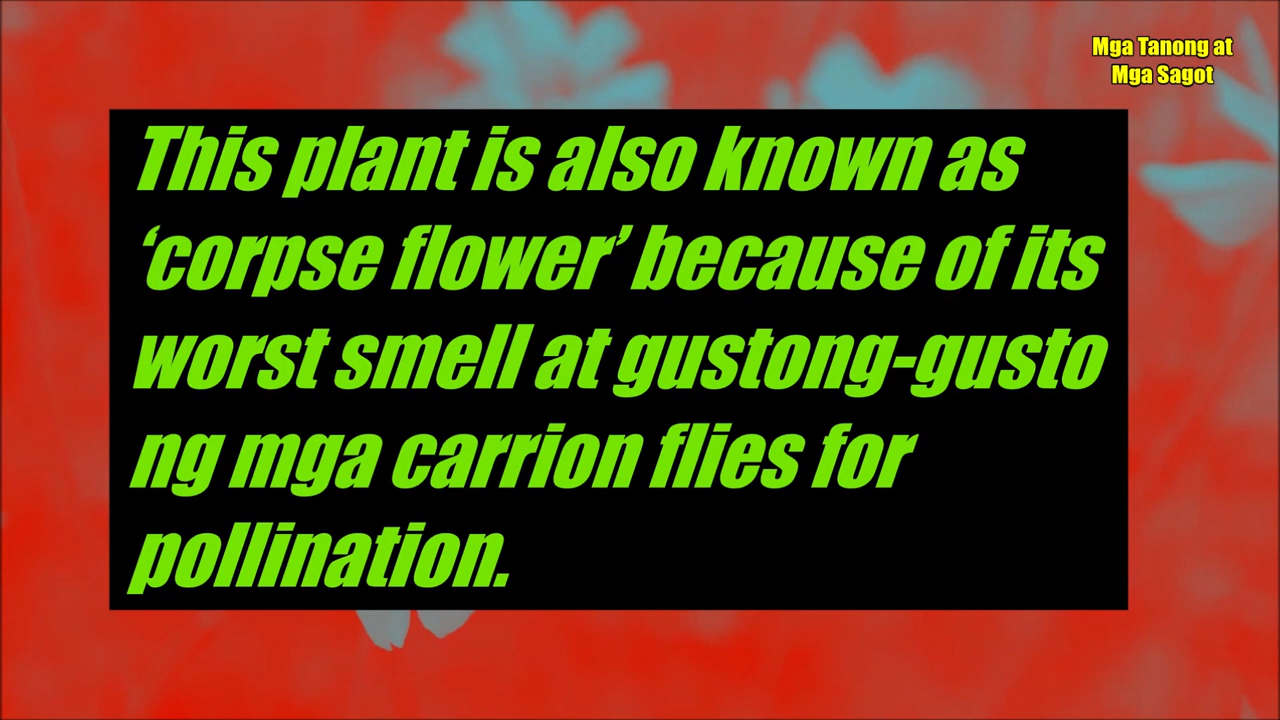 Mga Tanong at
Mga Sagot
This plant is also known as
‘corpse flower’ because of its
worst smell at gustong-gusto
ng mga carrion flies for
pollination.